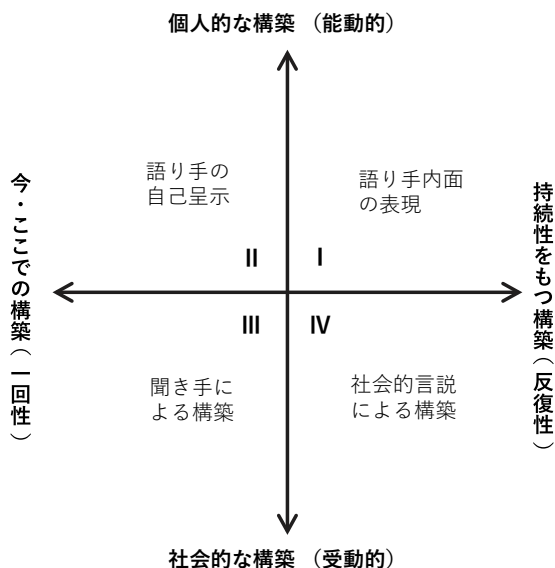 個人的な構築 （能動的）
語り手の
自己呈示
語り手内面
の表現
今・ここでの構築（一回性）
持続性をもつ構築（反復性）
II
I
III
IV
聞き手に
よる構築
社会的言説
による構築
社会的な構築 （受動的）